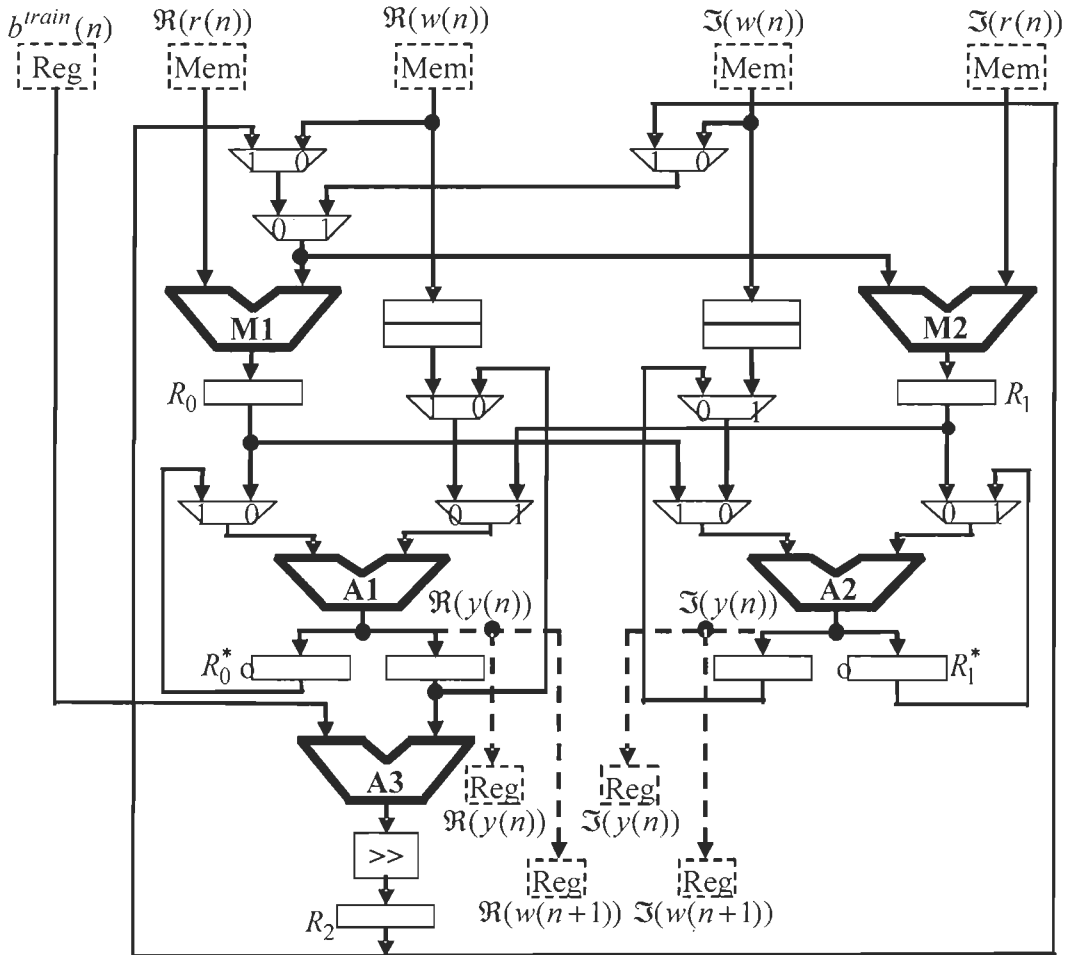 b^{train}(n) ℜ(r(n)) ℜ(w(n)) ℑ(w(n)) ℑ(r(n))
Reg Mem Mem Mem Mem
1 0 1 0
0 1
M1 M2
R_0 1 0 0 1 R_1
1 0 0 1 1 0 0 1
A1 A2
ℜ(y(n)) ℑ(y(n))
R_0^* o o R_1^*
A3 Reg Reg
ℜ(y(n)) ℑ(y(n))
>> Reg Reg
R_2 ℜ(w(n+1)) ℑ(w(n+1))